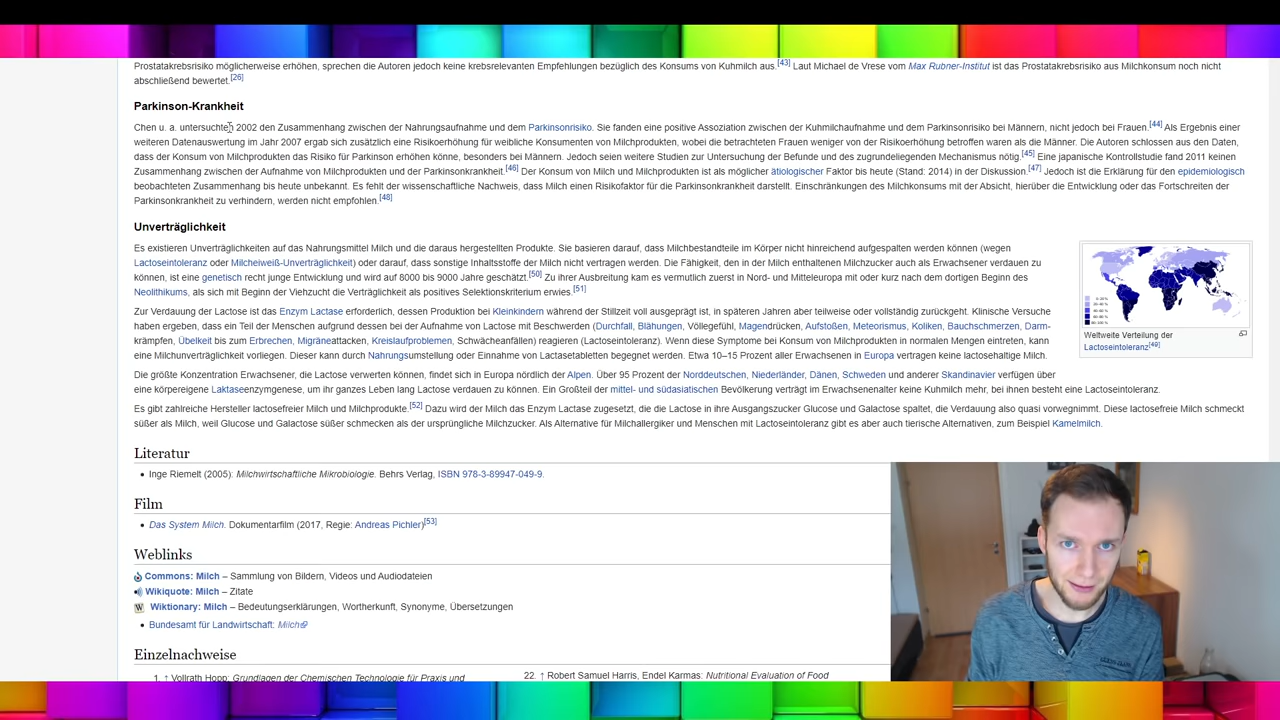 Prostatakrebsrisiko möglicherweise erhöhen, sprechen die Autoren jedoch keine krebsrelevanten Empfehlungen bezüglich des Konsums von Kuhmilch aus.[43] Laut Michael de Vrese vom Max Rubner-Institut ist das Prostatakrebsrisiko aus Milchkonsum noch nicht
abschließend bewertet.[26]
Parkinson-Krankheit
Chen u. a. untersuchten 2002 den Zusammenhang zwischen der Nahrungsaufnahme und dem Parkinsonrisiko. Sie fanden eine positive Assoziation zwischen der Kuhmilchaufnahme und dem Parkinsonrisiko bei Männern, nicht jedoch bei Frauen.[44] Als Ergebnis einer
weiteren Datenauswertung im Jahr 2007 ergab sich zusätzlich eine Risikoerhöhung für weibliche Konsumenten von Milchprodukten, wobei die betrachteten Frauen weniger von der Risikoerhöhung betroffen waren als die Männer. Die Autoren schlossen aus den Daten,
dass der Konsum von Milchprodukten das Risiko für Parkinson erhöhen könne, besonders bei Männern. Jedoch seien weitere Studien zur Untersuchung der Befunde und des zugrundeliegenden Mechanismus nötig.[45] Eine japanische Kontrollstudie fand 2011 keinen
Zusammenhang zwischen der Aufnahme von Milchprodukten und der Parkinsonkrankheit.[46] Der Konsum von Milch und Milchprodukten ist als möglicher ätiologischer Faktor bis heute (Stand: 2014) in der Diskussion.[47] Jedoch ist die Erklärung für den epidemiologisch
beobachteten Zusammenhang bis heute unbekannt. Es fehlt der wissenschaftliche Nachweis, dass Milch einen Risikofaktor für die Parkinsonkrankheit darstellt. Einschränkungen des Milchkonsums mit der Absicht, hierüber die Entwicklung oder das Fortschreiten der
Parkinsonkrankheit zu verhindern, werden nicht empfohlen.[48]
Unverträglichkeit
Es existieren Unverträglichkeiten auf das Nahrungsmittel Milch und die daraus hergestellten Produkte. Sie basieren darauf, dass Milchbestandteile im Körper nicht hinreichend aufgespalten werden können (wegen
Lactoseintoleranz oder Milcheiweiß-Unverträglichkeit) oder darauf, dass sonstige Inhaltsstoffe der Milch nicht vertragen werden. Die Fähigkeit, den in der Milch enthaltenen Milchzucker auch als Erwachsener verdauen zu
können, ist eine genetisch recht junge Entwicklung und wird auf 8000 bis 9000 Jahre geschätzt.[50] Zu ihrer Ausbreitung kam es vermutlich zuerst in Nord- und Mitteleuropa mit oder kurz nach dem dortigen Beginn des
Neolithikums, als sich mit Beginn der Viehzucht die Verträglichkeit als positives Selektionskriterium erwies.[51]
Weltweite Verteilung der
Lactoseintoleranz[49]
Zur Verdauung der Lactose ist das Enzym Lactase erforderlich, dessen Produktion bei Kleinkindern während der Stillzeit voll ausgeprägt ist, in späteren Jahren aber teilweise oder vollständig zurückgeht. Klinische Versuche
haben ergeben, dass ein Teil der Menschen aufgrund dessen bei der Aufnahme von Lactose mit Beschwerden (Durchfall, Blähungen, Völlegefühl, Magendrücken, Aufstoßen, Meteorismus, Koliken, Bauchschmerzen, Darm-
krämpfen, Übelkeit bis zum Erbrechen, Migräneattacken, Kreislaufproblemen, Schwächeanfällen) reagieren (Lactoseintoleranz). Wenn diese Symptome bei Konsum von Milchprodukten in normalen Mengen eintreten, kann
eine Milchunverträglichkeit vorliegen. Dieser kann durch Nahrungsumstellung oder Einnahme von Lactasetabletten begegnet werden. Etwa 10–15 Prozent aller Erwachsenen in Europa vertragen keine lactosehaltige Milch.
Die größte Konzentration Erwachsener, die Lactose verwerten können, findet sich in Europa nördlich der Alpen. Über 95 Prozent der Norddeutschen, Niederländer, Dänen, Schweden und anderer Skandinavier verfügen über
eine körpereigene Laktaseenzymgenese, um ihr ganzes Leben lang Lactose verdauen zu können. Ein Großteil der mittel- und südasiatischen Bevölkerung verträgt im Erwachsenenalter keine Kuhmilch mehr, bei ihnen besteht eine Lactoseintoleranz.
Es gibt zahlreiche Hersteller lactosefreier Milch und Milchprodukte.[52] Dazu wird der Milch das Enzym Lactase zugesetzt, die die Lactose in ihre Ausgangszucker Glucose und Galactose spaltet, die Verdauung also quasi vorwegnimmt. Diese lactosefreie Milch schmeckt
süßer als Milch, weil Glucose und Galactose süßer schmecken als der ursprüngliche Milchzucker. Als Alternative für Milchallergiker und Menschen mit Lactoseintoleranz gibt es aber auch tierische Alternativen, zum Beispiel Kamelmilch.
Literatur
Inge Riemelt (2005): Milchwirtschaftliche Mikrobiologie. Behrs Verlag, ISBN 978-3-89947-049-9.
Film
Das System Milch. Dokumentarfilm (2017, Regie: Andreas Pichler)[53]
Weblinks
Commons: Milch – Sammlung von Bildern, Videos und Audiodateien
Wikiquote: Milch – Zitate
Wiktionary: Milch – Bedeutungserklärungen, Wortherkunft, Synonyme, Übersetzungen
Bundesamt für Landwirtschaft: Milch
Einzelnachweise
1. ↑ Vollrath Hopp: Grundlagen der Chemischen Technologie für Praxis und
22. ↑ Robert Samuel Harris, Endel Karmas: Nutritional Evaluation of Food